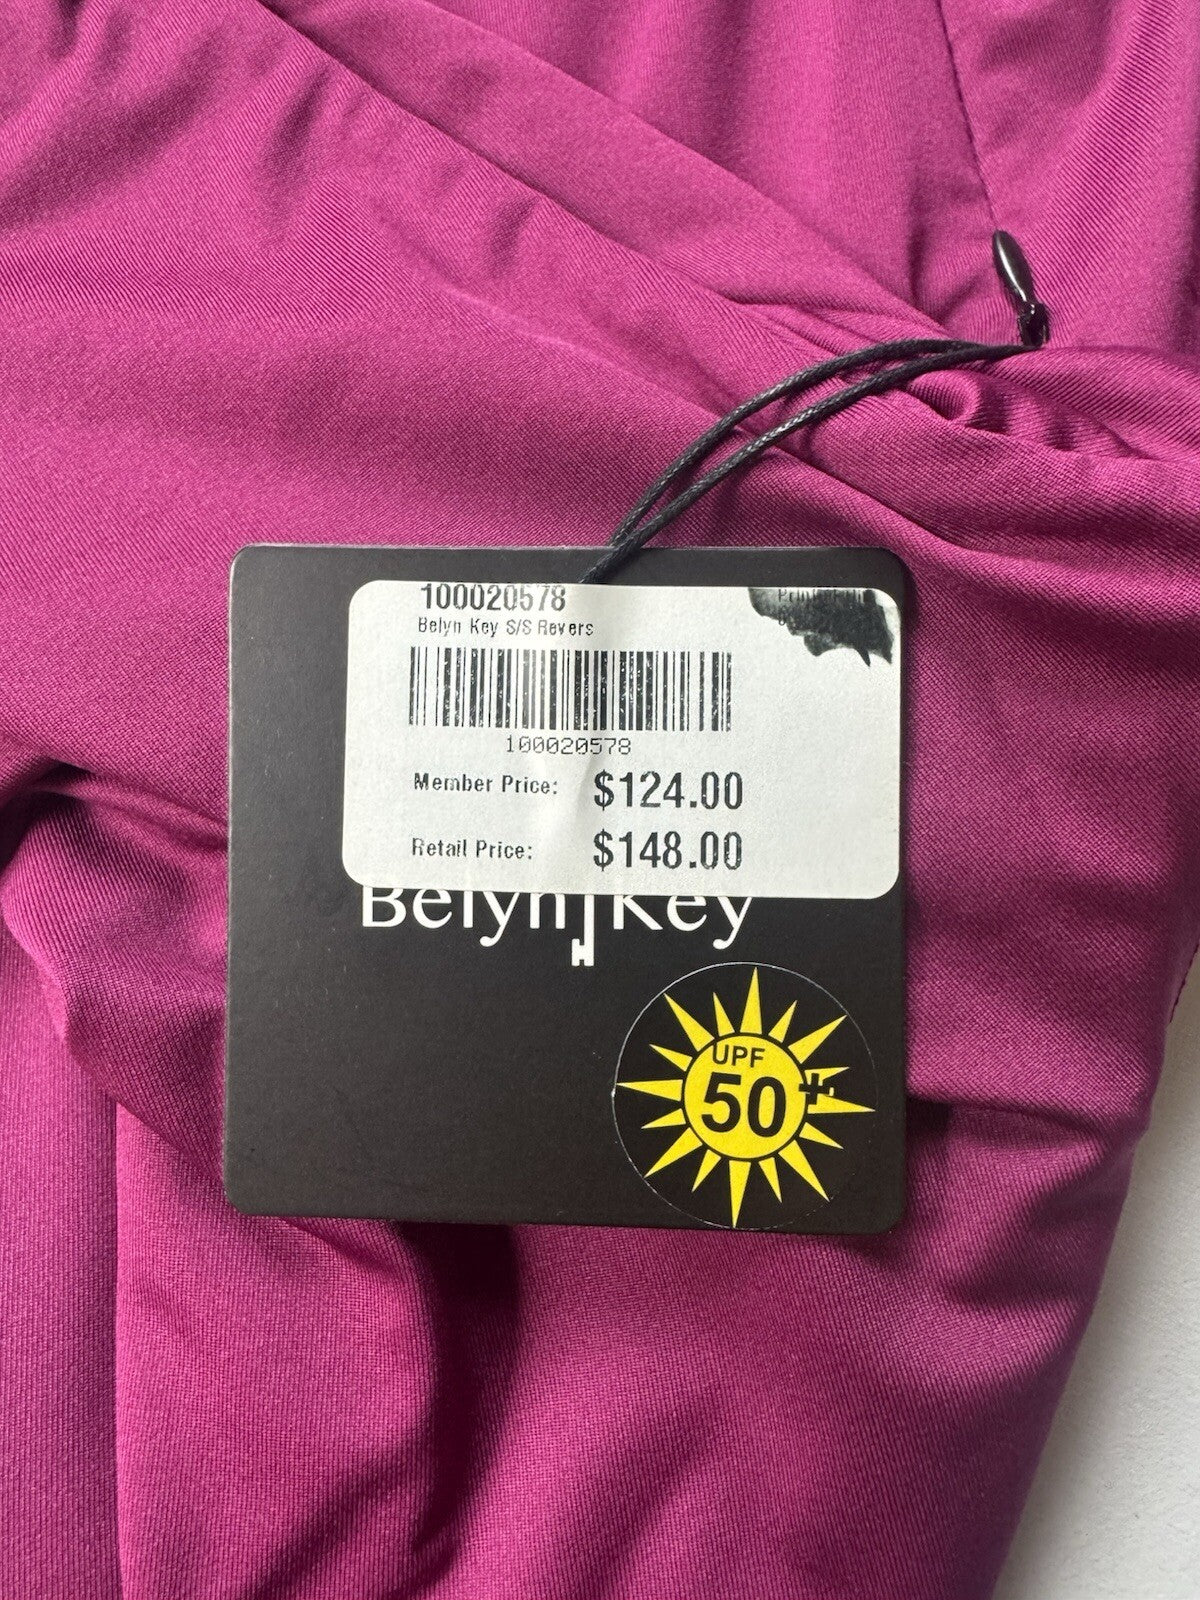 100020578
Belyn Key S/S Revers
100020578
Member Price: $124.00
Retail Price: $148.00
Belyn Key
UPF
50+